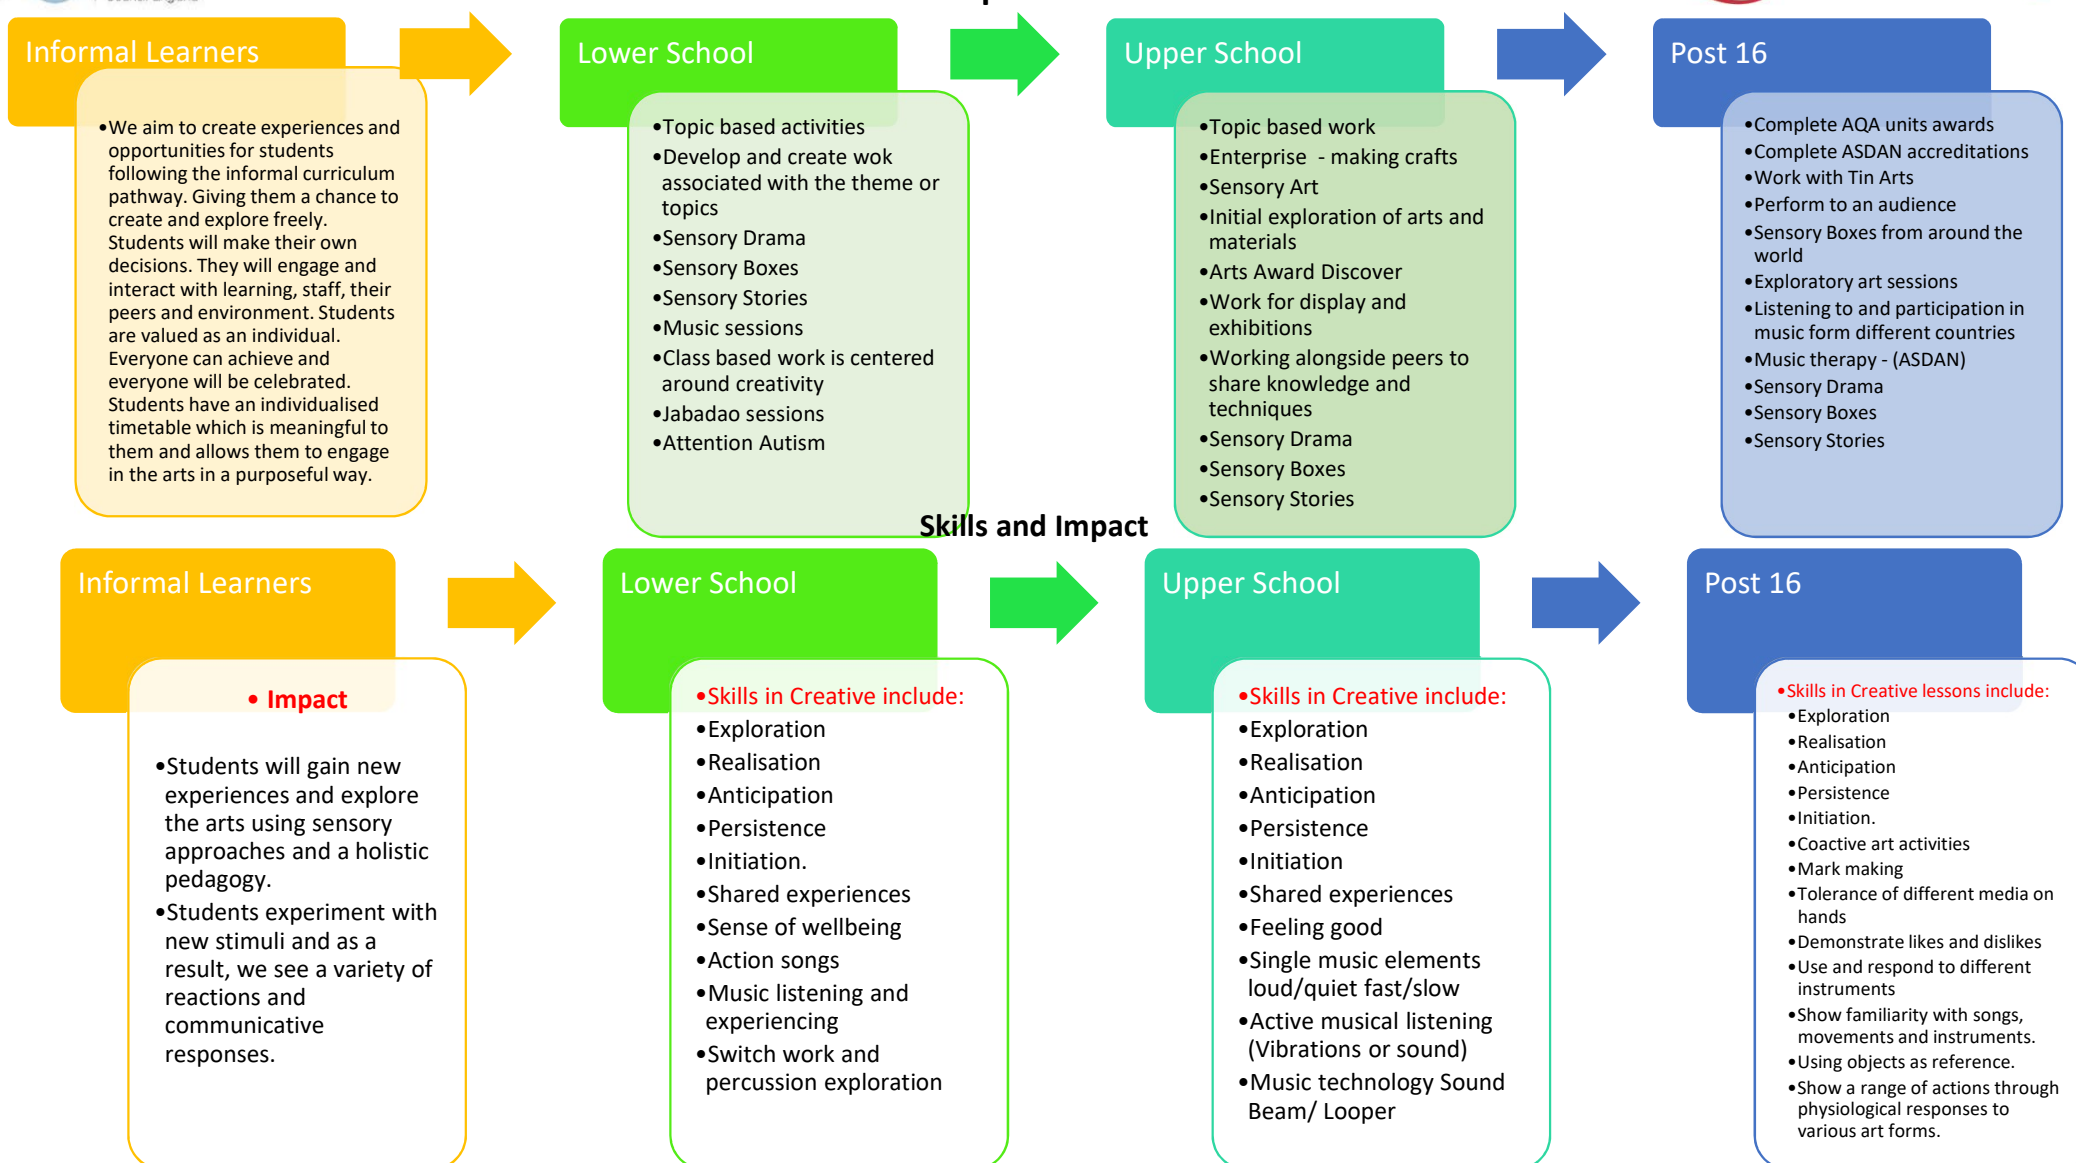 Informal Learners
•We aim to create experiences and
opportunities for students
following the informal curriculum
pathway. Giving them a chance to
create and explore freely.
Students will make their own
decisions. They will engage and
interact with learning, staff, their
peers and environment. Students
are valued as an individual.
Everyone can achieve and
everyone will be celebrated.
Students have an individualised
timetable which is meaningful to
them and allows them to engage
in the arts in a purposeful way.
Lower School
•Topic based activities
•Develop and create wok
associated with the theme or
topics
•Sensory Drama
•Sensory Boxes
•Sensory Stories
•Music sessions
•Class based work is centered
around creativity
•Jabadao sessions
•Attention Autism
Upper School
•Topic based work
•Enterprise - making crafts
•Sensory Art
•Initial exploration of arts and
materials
•Arts Award Discover
•Work for display and
exhibitions
•Working alongside peers to
share knowledge and
techniques
•Sensory Drama
•Sensory Boxes
•Sensory Stories
Post 16
•Complete AQA units awards
•Complete ASDAN accreditations
•Work with Tin Arts
•Perform to an audience
•Sensory Boxes from around the
world
•Exploratory art sessions
•Listening to and participation in
music form different countries
•Music therapy - (ASDAN)
•Sensory Drama
•Sensory Boxes
•Sensory Stories
Skills and Impact
Informal Learners
• Impact
•Students will gain new
experiences and explore
the arts using sensory
approaches and a holistic
pedagogy.
•Students experiment with
new stimuli and as a
result, we see a variety of
reactions and
communicative
responses.
Lower School
•Skills in Creative include:
•Exploration
•Realisation
•Anticipation
•Persistence
•Initiation.
•Shared experiences
•Sense of wellbeing
•Action songs
•Music listening and
experiencing
•Switch work and
percussion exploration
Upper School
•Skills in Creative include:
•Exploration
•Realisation
•Anticipation
•Persistence
•Initiation
•Shared experiences
•Feeling good
•Single music elements
loud/quiet fast/slow
•Active musical listening
(Vibrations or sound)
•Music technology Sound
Beam/ Looper
Post 16
•Skills in Creative lessons include:
•Exploration
•Realisation
•Anticipation
•Persistence
•Initiation.
•Coactive art activities
•Mark making
•Tolerance of different media on
hands
•Demonstrate likes and dislikes
•Use and respond to different
instruments
•Show familiarity with songs,
movements and instruments.
•Using objects as reference.
•Show a range of actions through
physiological responses to
various art forms.